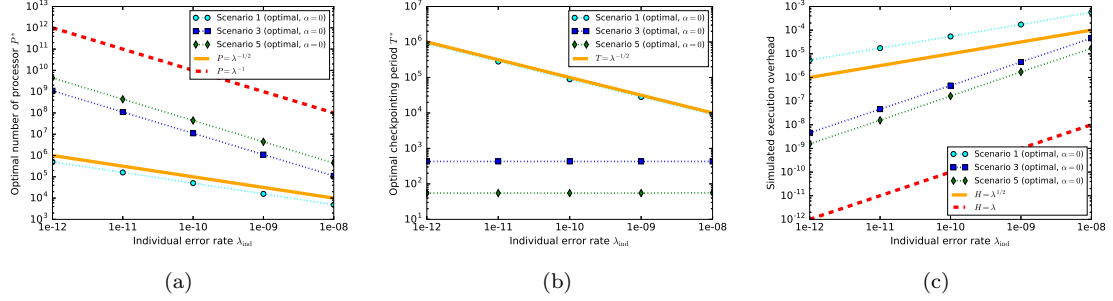 10^13
10^12
10^11
10^10
10^9
10^8
10^7
10^6
10^5
10^4
10^3
Optimal number of processor P*
Scenario 1 (optimal, α=0)
Scenario 3 (optimal, α=0)
Scenario 5 (optimal, α=0)
P=λ^{-1/2}
P=λ^{-1}
1e-12 1e-11 1e-10 1e-09 1e-08
Individual error rate λ_ind
(a)
10^7
10^6
10^5
10^4
10^3
10^2
10^1
Optimal checkpointing period T*
Scenario 1 (optimal, α=0)
Scenario 3 (optimal, α=0)
Scenario 5 (optimal, α=0)
T=λ^{-1/2}
1e-12 1e-11 1e-10 1e-09 1e-08
Individual error rate λ_ind
(b)
10^-3
10^-4
10^-5
10^-6
10^-7
10^-8
10^-9
10^-10
10^-11
10^-12
Simulated execution overhead
Scenario 1 (optimal, α=0)
Scenario 3 (optimal, α=0)
Scenario 5 (optimal, α=0)
H=λ^{1/2}
H=λ
1e-12 1e-11 1e-10 1e-09 1e-08
Individual error rate λ_ind
(c)